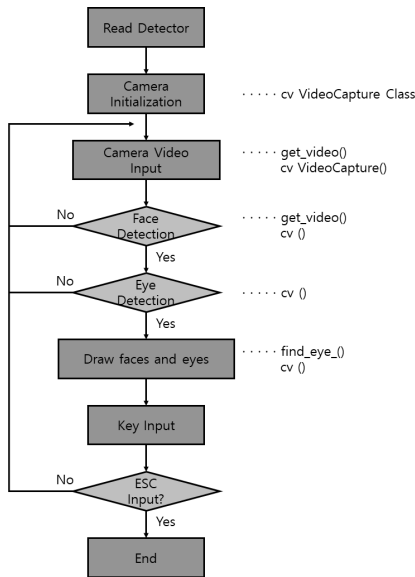 Read Detector
Camera
Initialization
· · · · · cv VideoCapture Class
Camera Video
Input
· · · · · get_video()
cv VideoCapture()
No
Face
Detection
· · · · · get_video()
cv ()
Yes
No
Eye
Detection
· · · · · cv ()
Yes
Draw faces and eyes
· · · · · find_eye_()
cv ()
Key Input
No
ESC
Input?
Yes
End